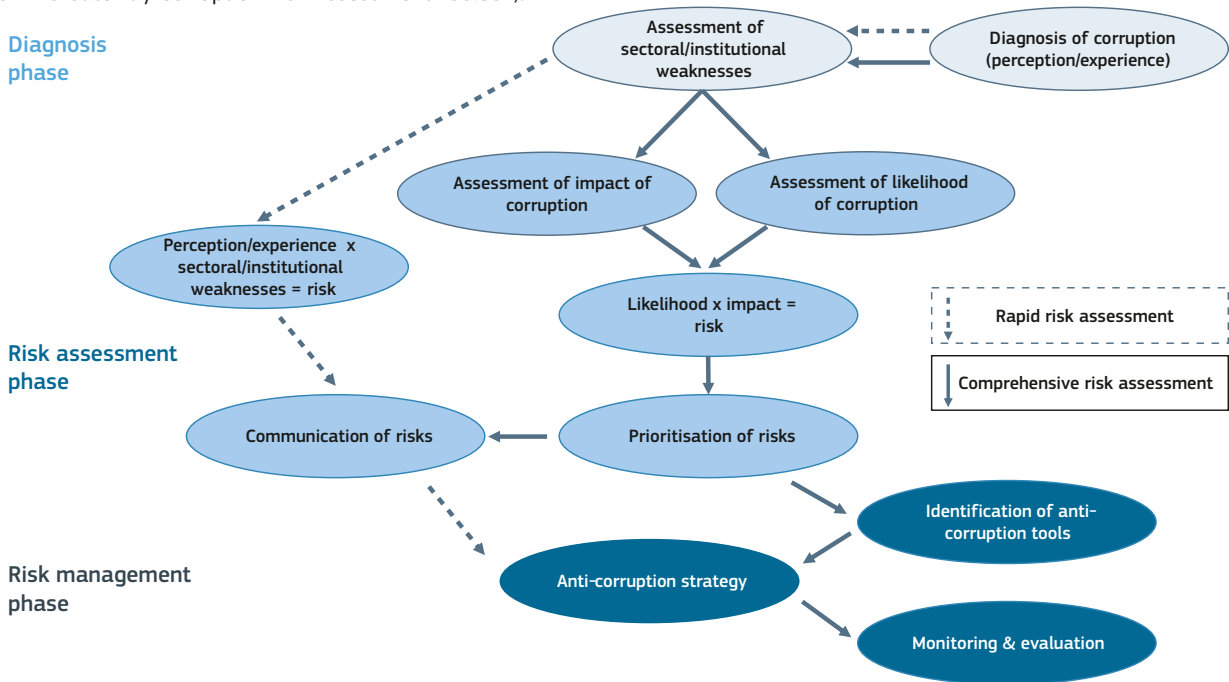 Diagnosis
phase
Assessment of
sectoral/institutional
weaknesses
Diagnosis of corruption
(perception/experience)
Assessment of impact of
corruption
Assessment of likelihood
of corruption
Perception/experience x
sectoral/institutional
weaknesses = risk
Likelihood x impact =
risk
Rapid risk assessment
Comprehensive risk assessment
Risk assessment
phase
Communication of risks
Prioritisation of risks
Identification of anti-
corruption tools
Risk management
phase
Anti-corruption strategy
Monitoring & evaluation